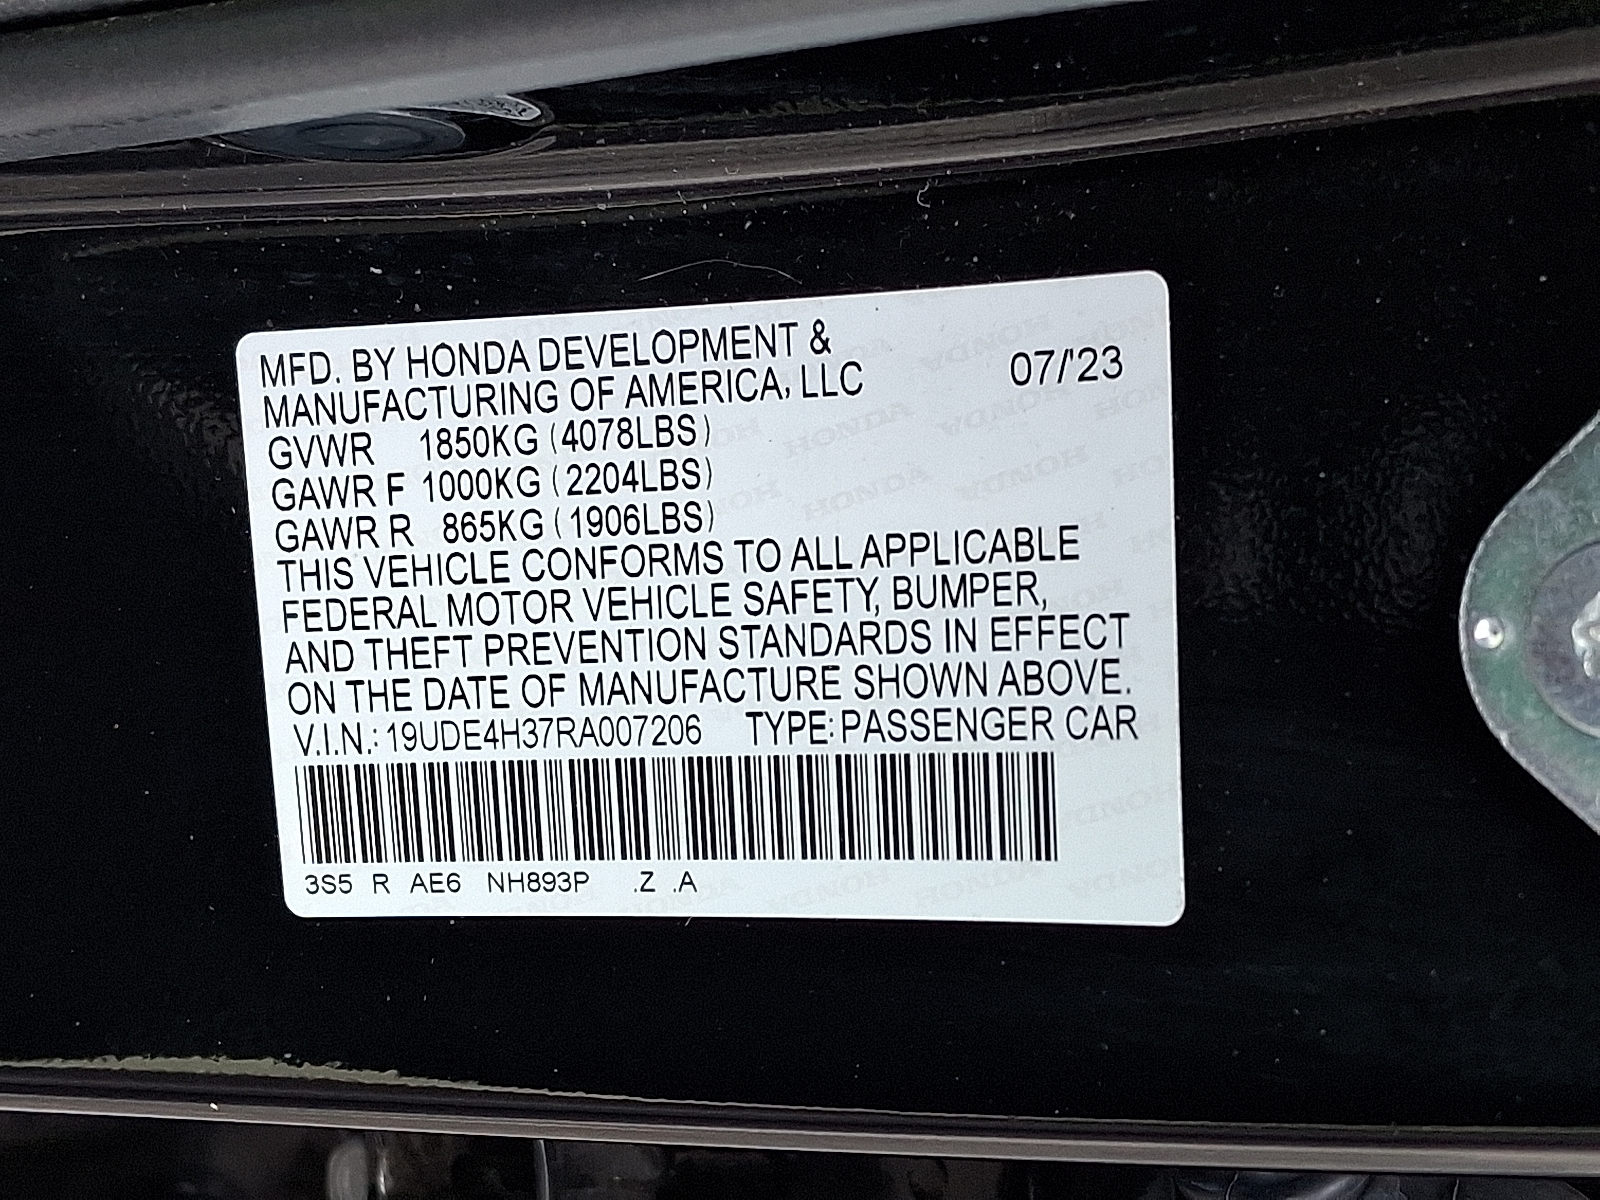 MFD. BY HONDA DEVELOPMENT &
MANUFACTURING OF AMERICA, LLC 07/'23
GVWR 1850KG (4078LBS)
GAWR F 1000KG (2204LBS)
GAWR R 865KG (1906LBS)
THIS VEHICLE CONFORMS TO ALL APPLICABLE
FEDERAL MOTOR VEHICLE SAFETY, BUMPER,
AND THEFT PREVENTION STANDARDS IN EFFECT
ON THE DATE OF MANUFACTURE SHOWN ABOVE.
V.I.N.: 19UDE4H37RA007206 TYPE: PASSENGER CAR
3S5 R AE6 NH893P .Z .A